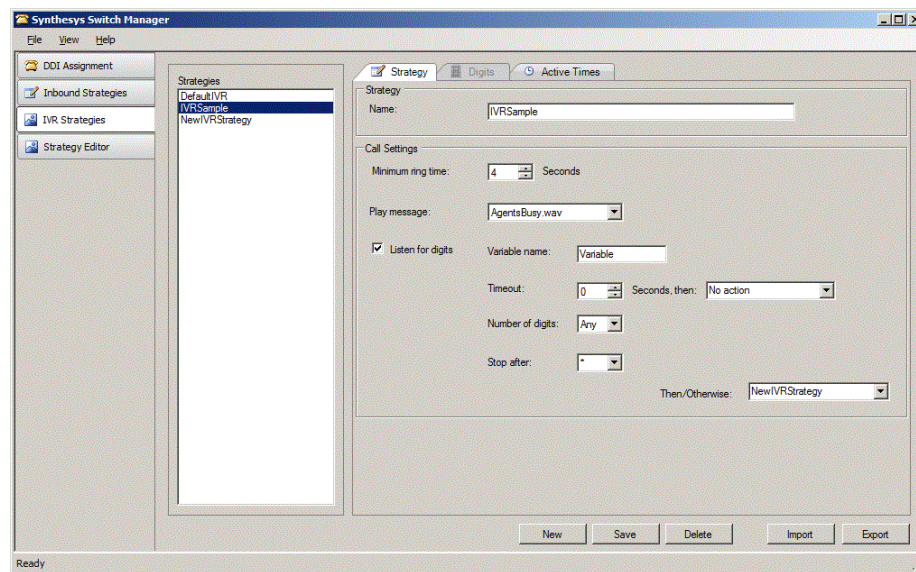 Synthesys Switch Manager
File View Help
DDI Assignment
Inbound Strategies
IVR Strategies
Strategy Editor
Strategies
DefaultIVR
IVRSample
NewIVRStrategy
Strategy Digits Active Times
Strategy
Name: IVRSample
Call Settings
Minimum ring time: 4 Seconds
Play message: AgentsBusy.wav
Listen for digits Variable name: Variable
Timeout: 0 Seconds, then: No action
Number of digits: Any
Stop after: *
Then/Otherwise: NewIVRStrategy
New Save Delete Import Export
Ready